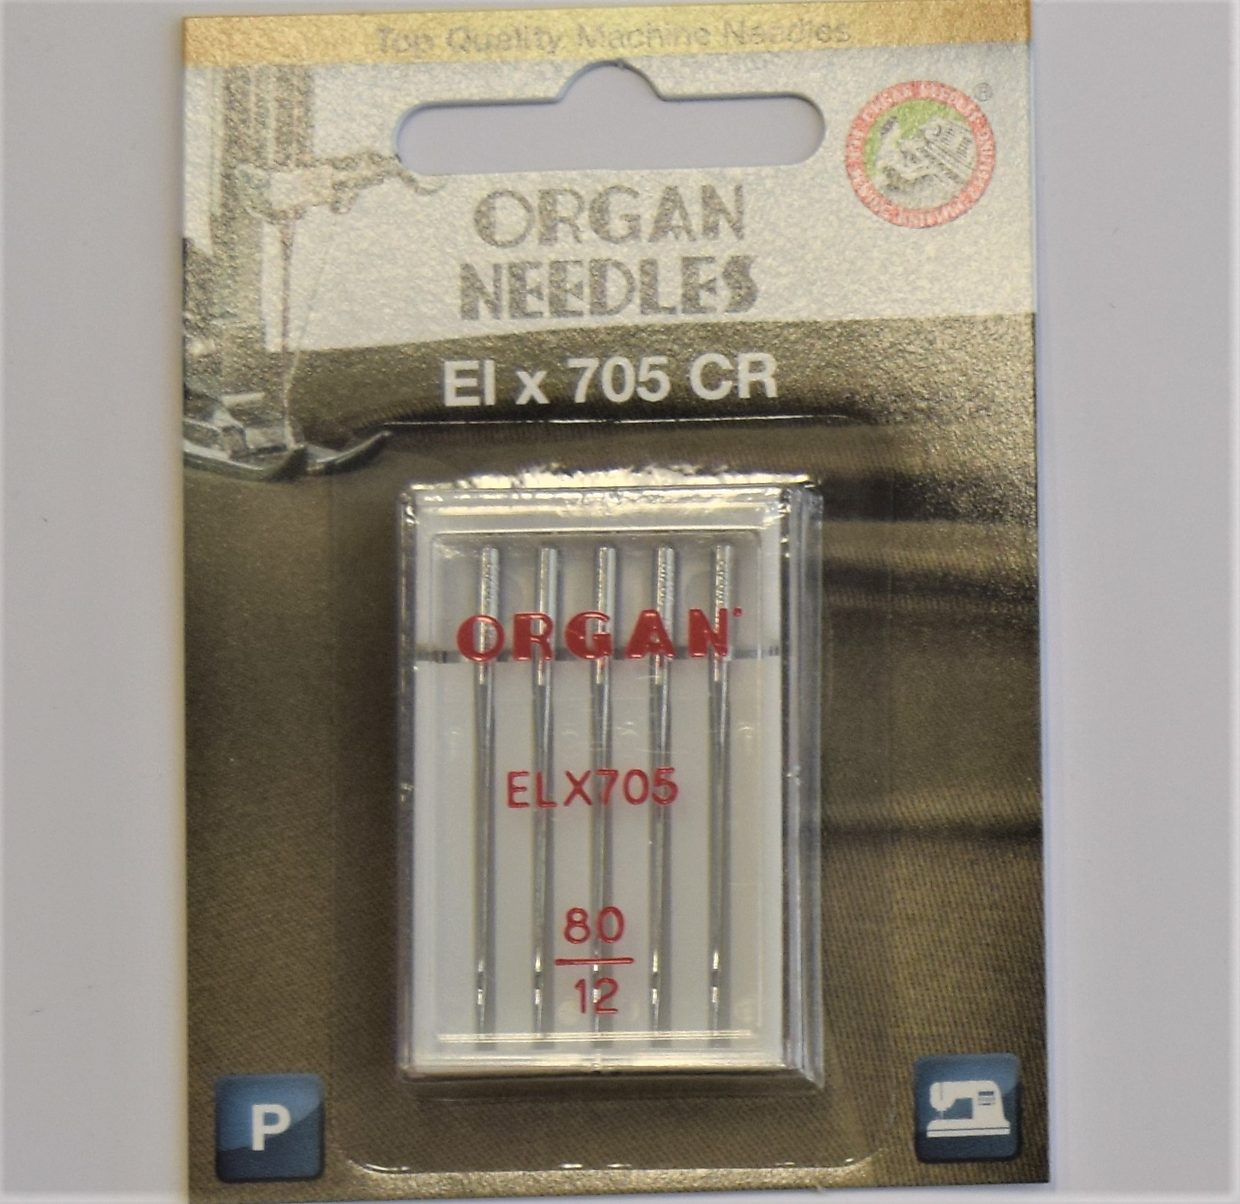 Top Quality Machine Needles
ORGAN
NEEDLES
®
El x 705 CR
ORGAN
ELX705
80
12
P